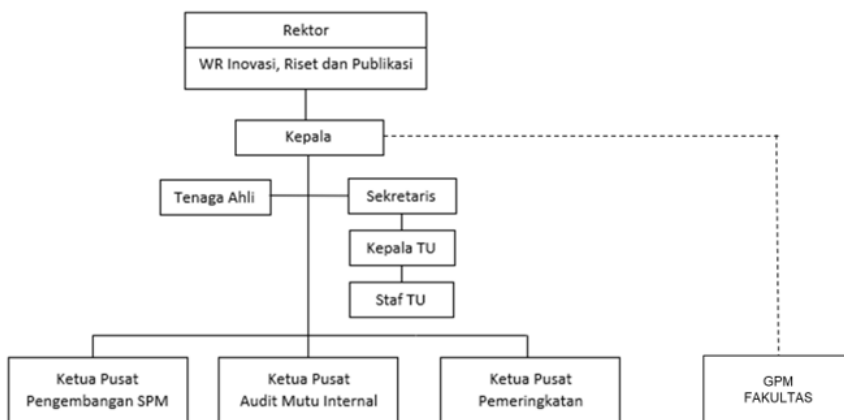 Rektor
WR Inovasi, Riset dan Publikasi
Kepala
Tenaga Ahli
Sekretaris
Kepala TU
Staf TU
Ketua Pusat
Pengembangan SPM
Ketua Pusat
Audit Mutu Internal
Ketua Pusat
Pemeringkatan
GPM
FAKULTAS